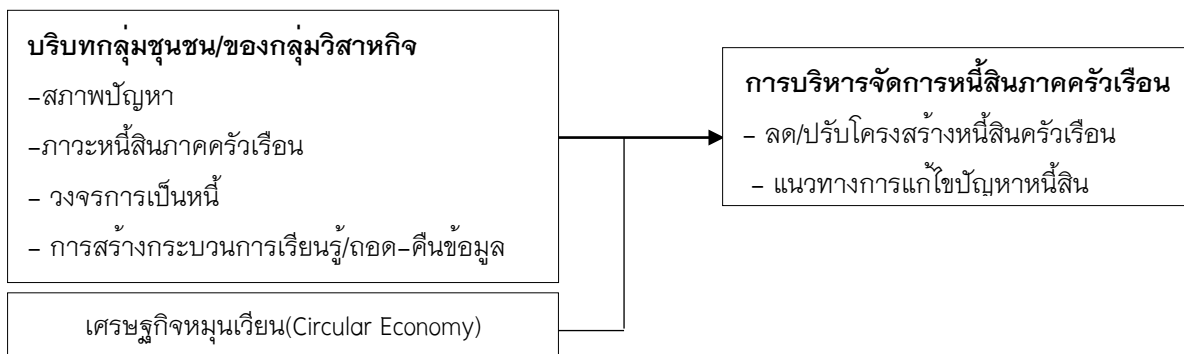 บริบทกลุ่มชุนชน/ของกลุ่มวิสาหกิจ
-สภาพปัญหา
-ภาวะหนี้สินภาคครัวเรือน
- วงจรการเป็นหนี้
- การสร้างกระบวนการเรียนรู้/ถอด-คืนข้อมูล
เศรษฐกิจหมุนเวียน(Circular Economy)
การบริหารจัดการหนี้สินภาคครัวเรือน
- ลด/ปรับโครงสร้างหนี้สินครัวเรือน
- แนวทางการแก้ไขปัญหาหนี้สิน